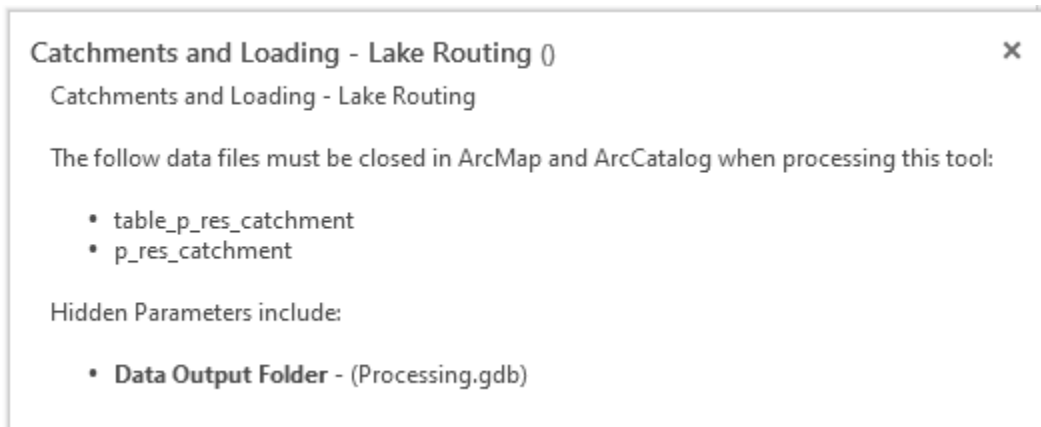 Catchments and Loading - Lake Routing ()
Catchments and Loading - Lake Routing
The follow data files must be closed in ArcMap and ArcCatalog when processing this tool:
• table_p_res_catchment
• p_res_catchment
Hidden Parameters include:
• Data Output Folder - (Processing.gdb)